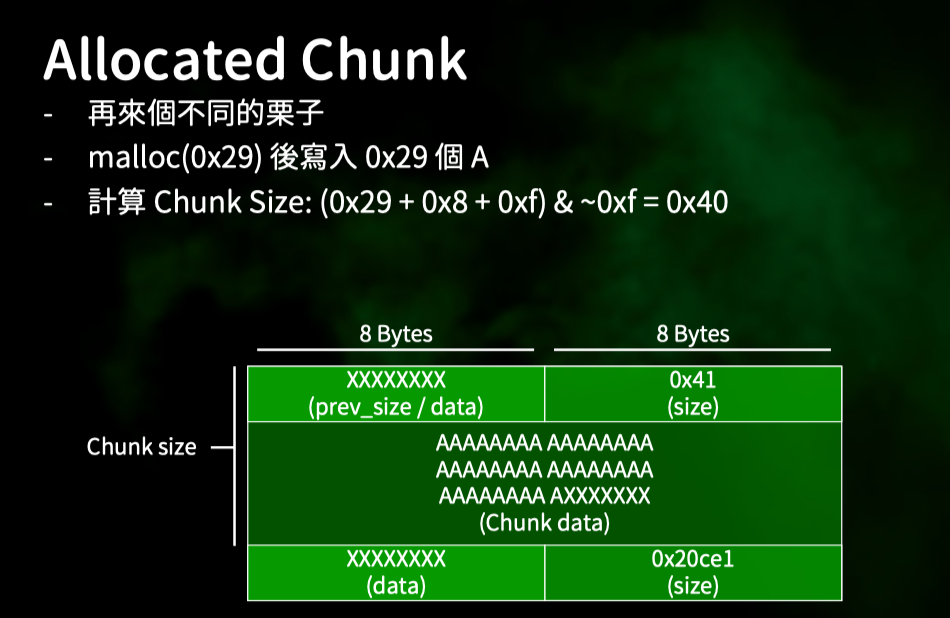 Allocated Chunk
- 再來個不同的栗子
- malloc(0x29) 後寫入 0x29 個 A
- 計算 Chunk Size: (0x29 + 0x8 + 0xf) & ~0xf = 0x40
8 Bytes 8 Bytes
XXXXXXXX 0x41
(prev_size / data) (size)
Chunk size
AAAAAAAA AAAAAAAA
AAAAAAAA AAAAAAAA
AAAAAAAA AXXXXXXX
(Chunk data)
XXXXXXXX 0x20ce1
(data) (size)